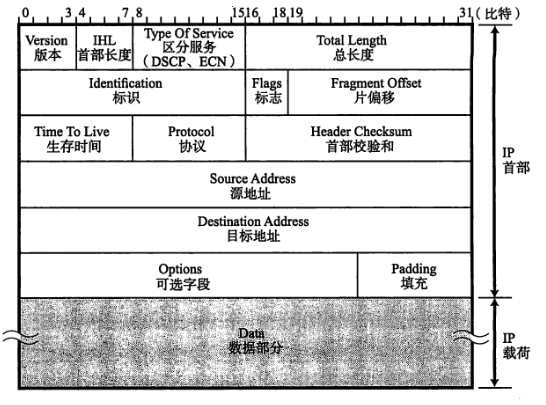 0 3 4 7 8 15 16 18 19 31 (比特)
Version
版本
IHL
首部长度
Type Of Service
区分服务
(DSCP、ECN)
Total Length
总长度
Identification
标识
Flags
标志
Fragment Offset
片偏移
Time To Live
生存时间
Protocol
协议
Header Checksum
首部校验和
Source Address
源地址
Destination Address
目标地址
Options
可选字段
Padding
填充
IP
首部
Data
数据部分
IP
载荷